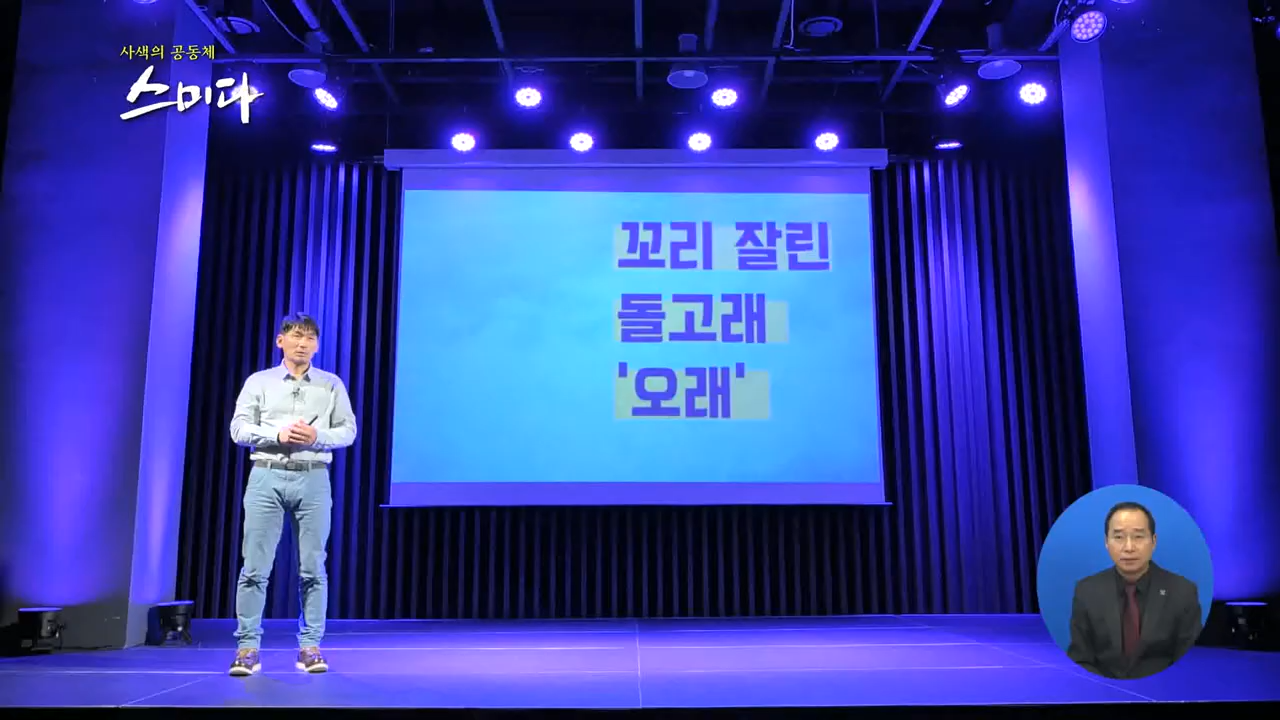 사색의 공동체
스미다
꼬리 잘린
돌고래
'오래'